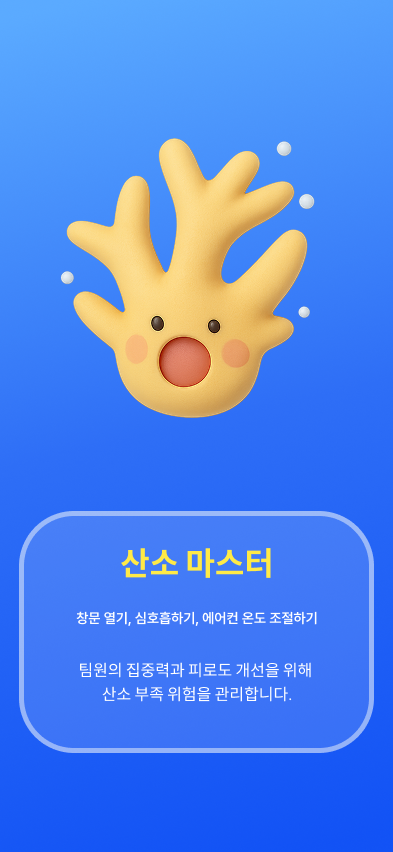 산소 마스터
창문 열기, 심호흡하기, 에어컨 온도 조절하기
팀원의 집중력과 피로도 개선을 위해
산소 부족 위험을 관리합니다.